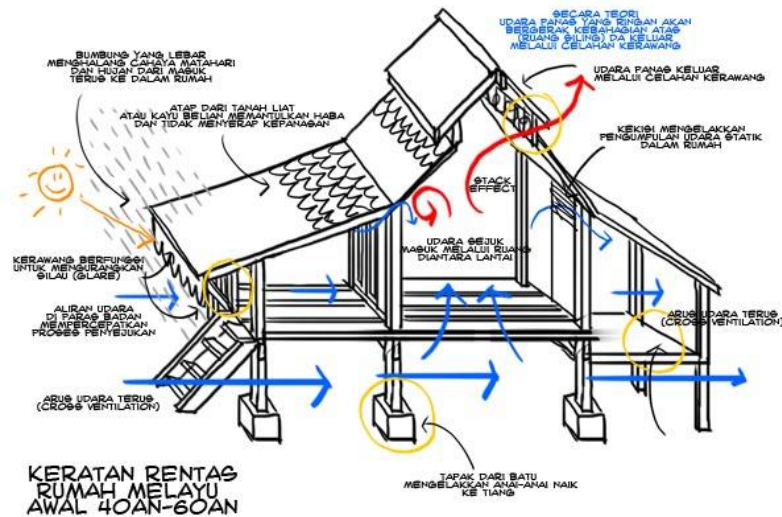 SECARA TEORI
UDARA PANAS YANG RINGAN AKAN
BERGERAK KEBAHAGIAN ATAS
(RUANG SILING) DA KELUAR
MELALUI CELAHAN KERAWANG
BUMBUNG YANG LEBAR
MENGHALANG CAHAYA MATAHARI
DAN HUJAN DARI MASUK
TERUS KE DALAM RUMAH
UDARA PANAS KELUAR
MELALUI CELAHAN KERAWANG
ATAP DARI TANAH LIAT
ATAU KAYU BELIAN MEMANTULKAN HABA
DAN TIDAK MENYERAP KEPANASAN
KEKISI MENGELAKKAN
PENGUMPULAN UDARA STATIK
DALAM RUMAH
STACK
EFFECT
UDARA SEJUK
MASUK MELALUI RUANG
DIANTARA LANTAI
KERAWANG BERFUNGSI
UNTUK MENGURANGKAN
SILAU (GLARE)
ALIRAN UDARA
DI PARAS BADAN
MEMPERCEPATKAN
PROSES PENYEJUKAN
ARUS UDARA TERUS
(CROSS VENTILATION)
ARUS UDARA TERUS
(CROSS VENTILATION)
TAPAK DARI BATU
MENGELAKKAN ANAI-ANAI NAIK
KE TIANG
KERATAN RENTAS
RUMAH MELAYU
AWAL 40AN-60AN